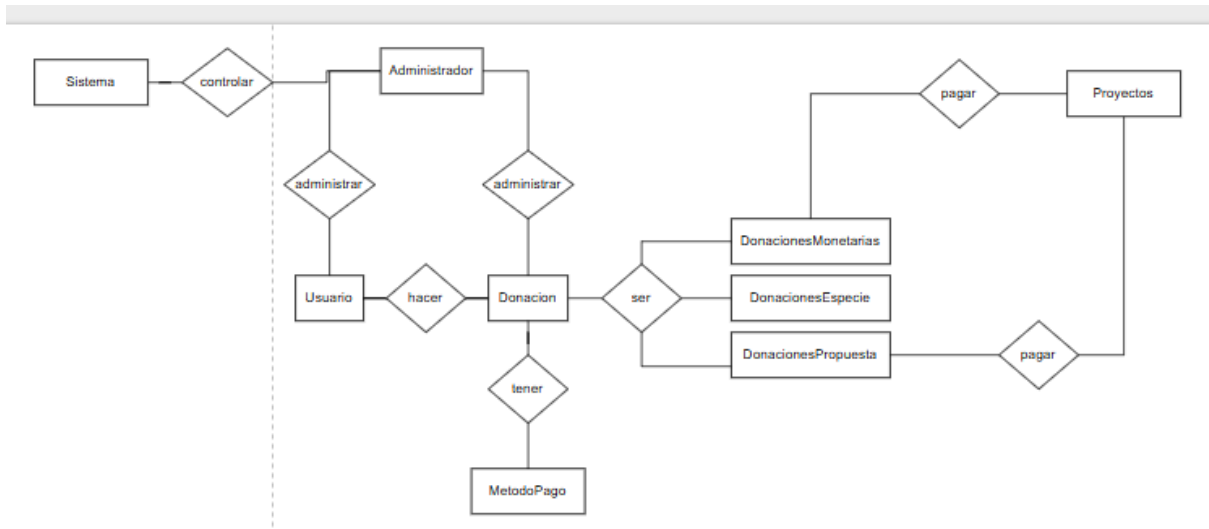 Sistema
controlar
Administrador
pagar
Proyectos
administrar
administrar
DonacionesMonetarias
Usuario
hacer
Donacion
ser
DonacionesEspecie
DonacionesPropuesta
pagar
tener
MetodoPago